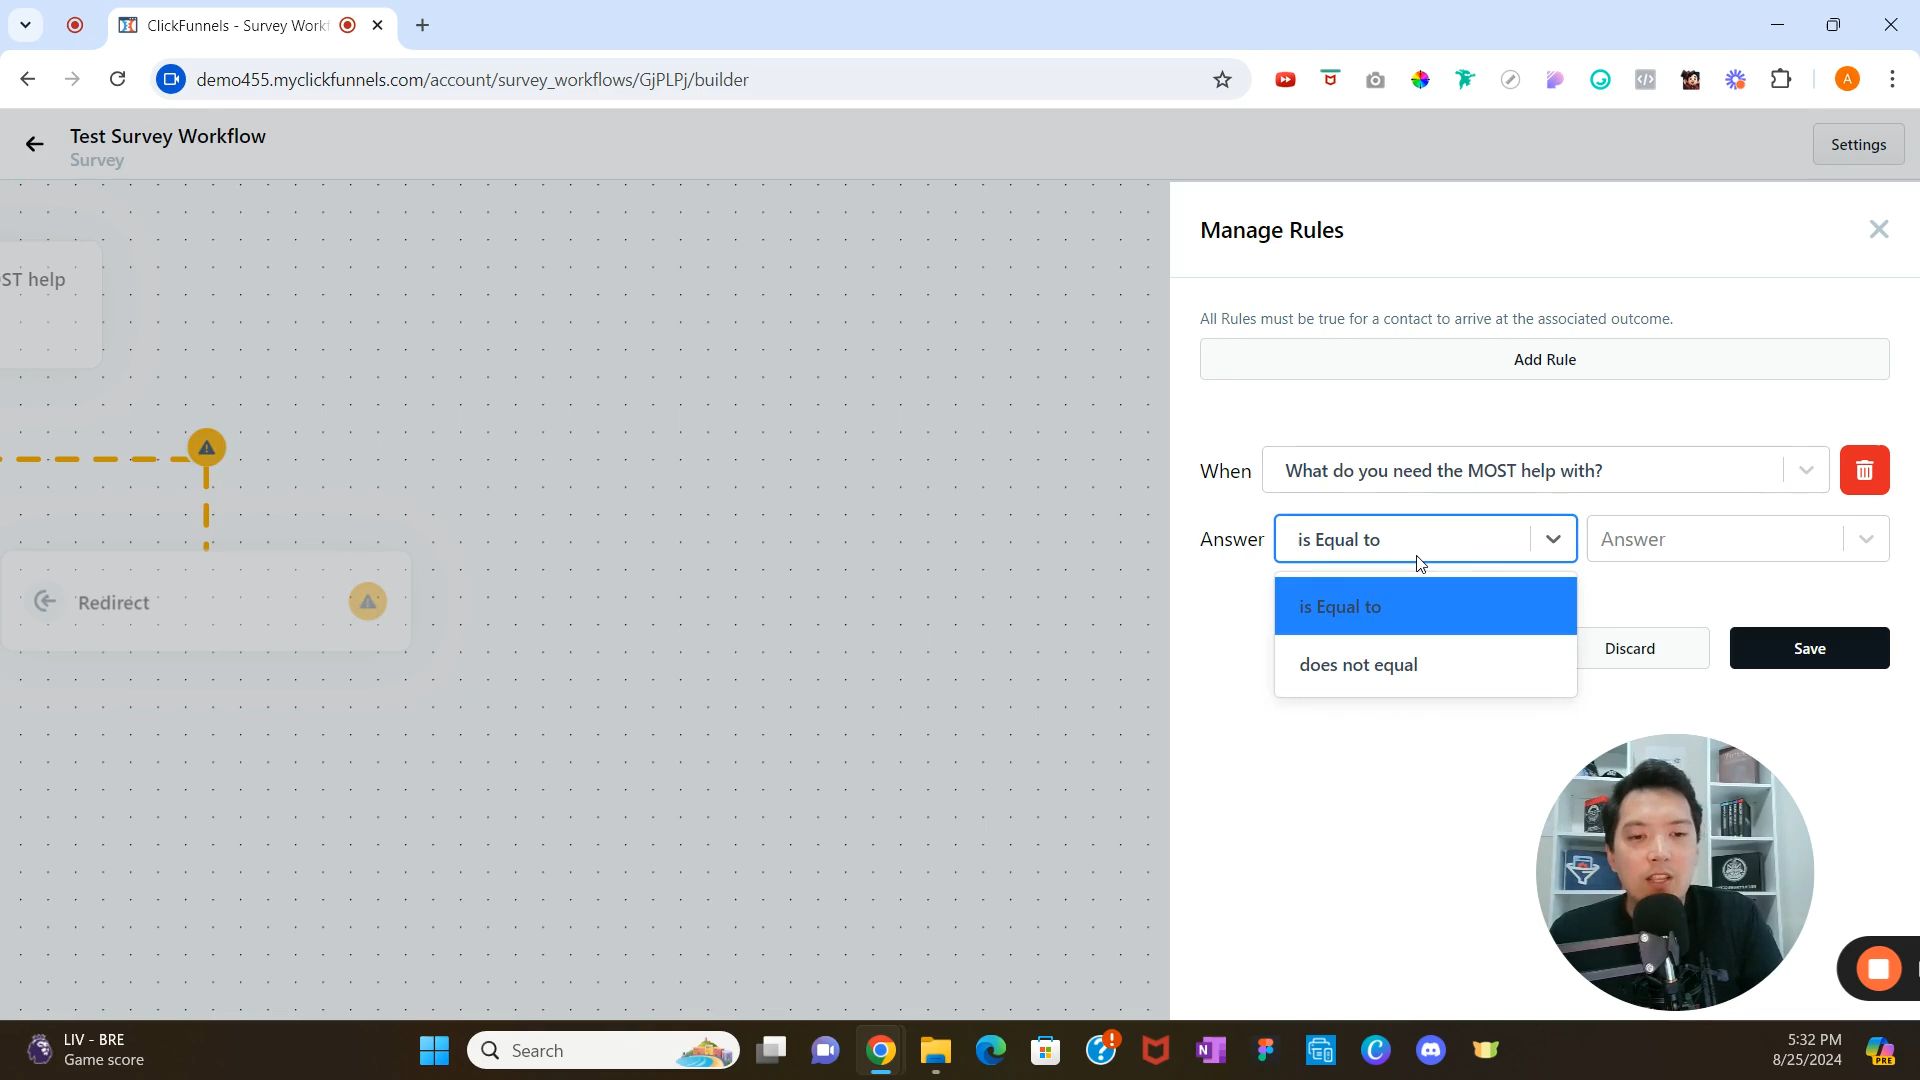 ClickFunnels - Survey Workf
demo455.myclickfunnels.com/account/survey_workflows/GjPLPj/builder
A
Test Survey Workflow
Survey
Settings
ST help
Redirect
Manage Rules
All Rules must be true for a contact to arrive at the associated outcome.
Add Rule
When
What do you need the MOST help with?
Answer
is Equal to
Answer
is Equal to
does not equal
Discard
Save
LIV - BRE
Game score
Search
5:32 PM
8/25/2024
PRE